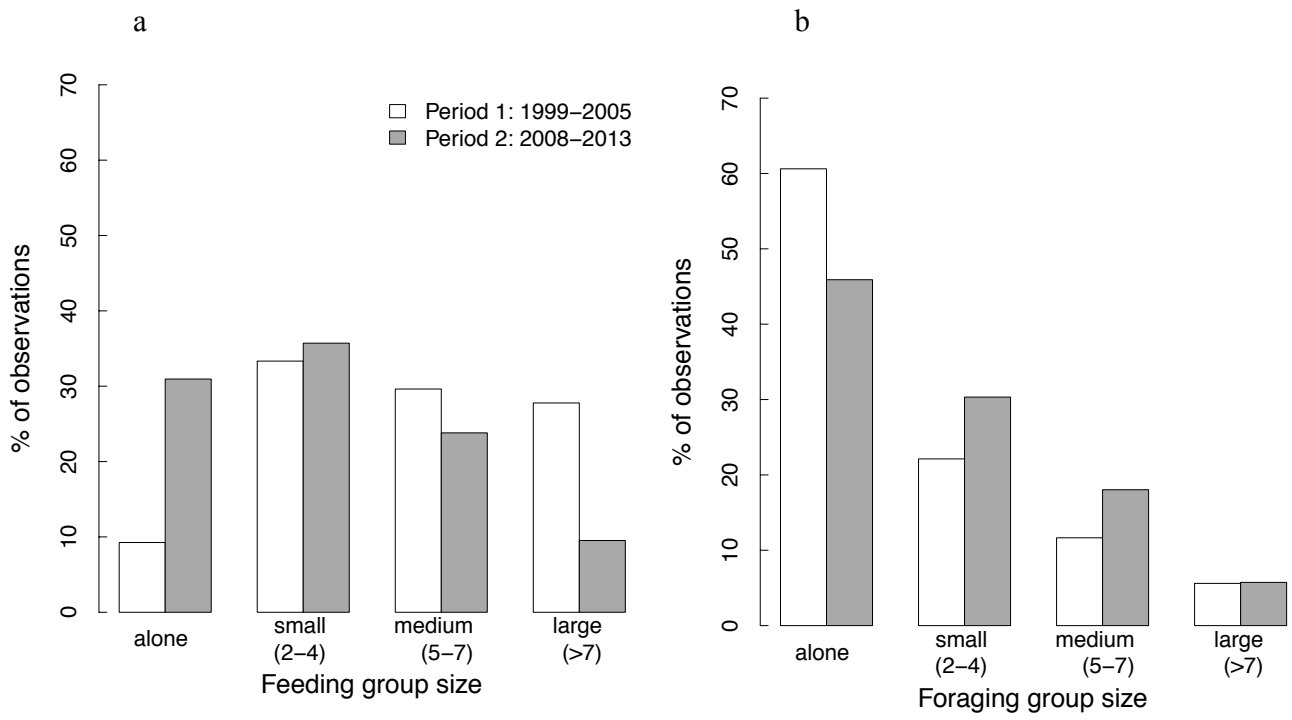 a
% of observations
70
60
50
40
30
20
10
0
Period 1: 1999−2005
Period 2: 2008−2013
alone
small
(2−4)
medium
(5−7)
large
(>7)
Feeding group size
b
% of observations
70
60
50
40
30
20
10
0
alone
small
(2−4)
medium
(5−7)
large
(>7)
Foraging group size